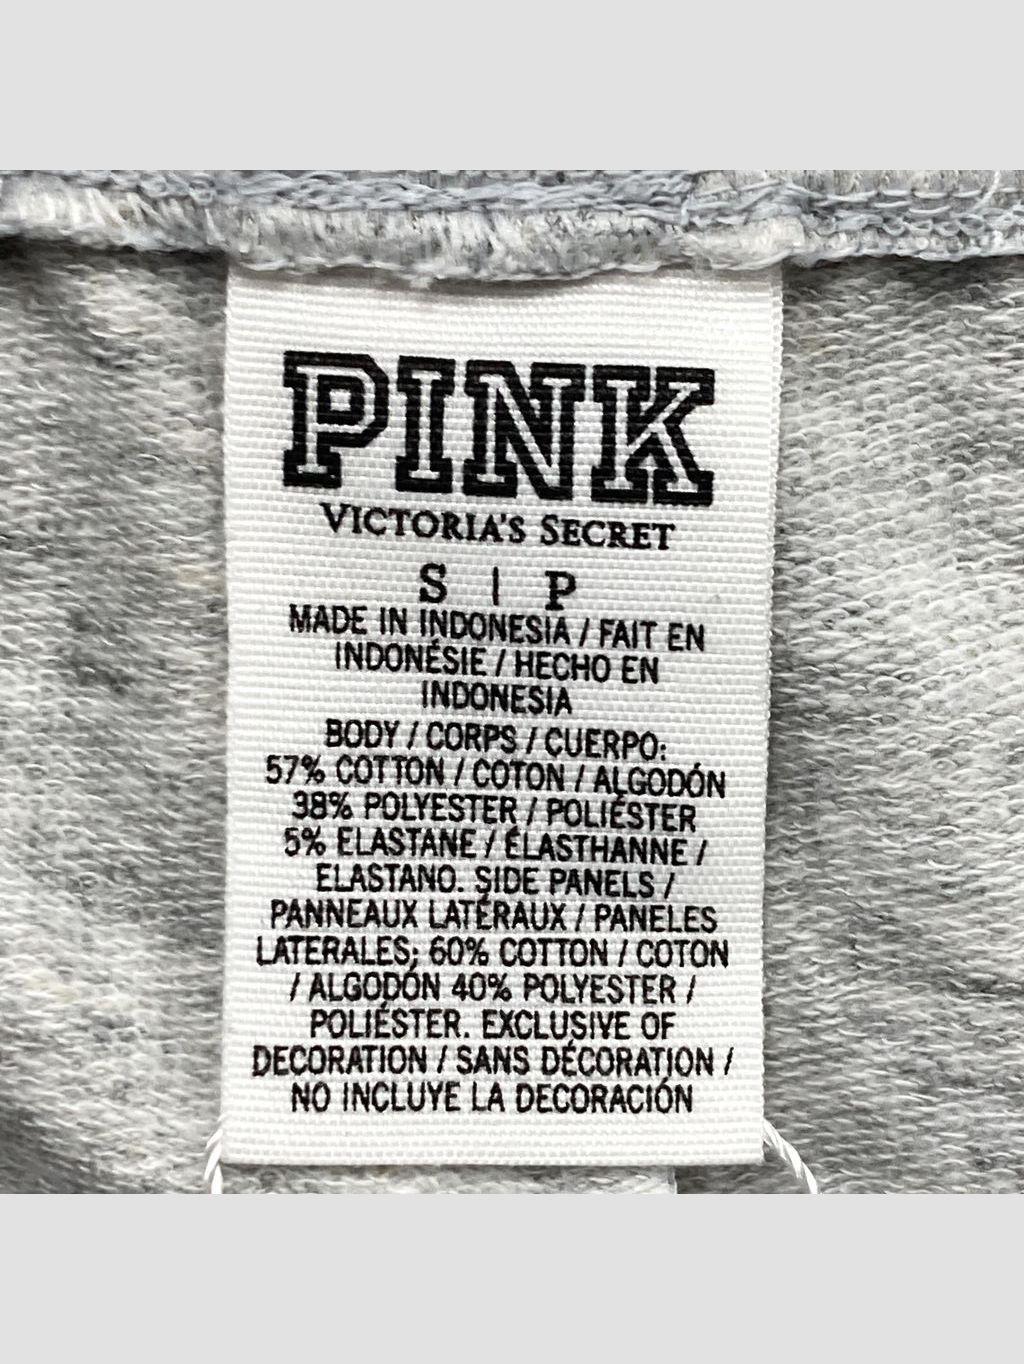 PINK
VICTORIA'S SECRET
S | P
MADE IN INDONESIA / FAIT EN
INDONÉSIE / HECHO EN
INDONESIA
BODY / CORPS / CUERPO:
57% COTTON / COTON / ALGODÓN
38% POLYESTER / POLIÉSTER
5% ELASTANE / ÉLASTHANNE /
ELASTANO. SIDE PANELS /
PANNEAUX LATÉRAUX / PANELES
LATERALES; 60% COTTON / COTON
/ ALGODÓN 40% POLYESTER /
POLIÉSTER. EXCLUSIVE OF
DECORATION / SANS DÉCORATION /
NO INCLUYE LA DECORACIÓN